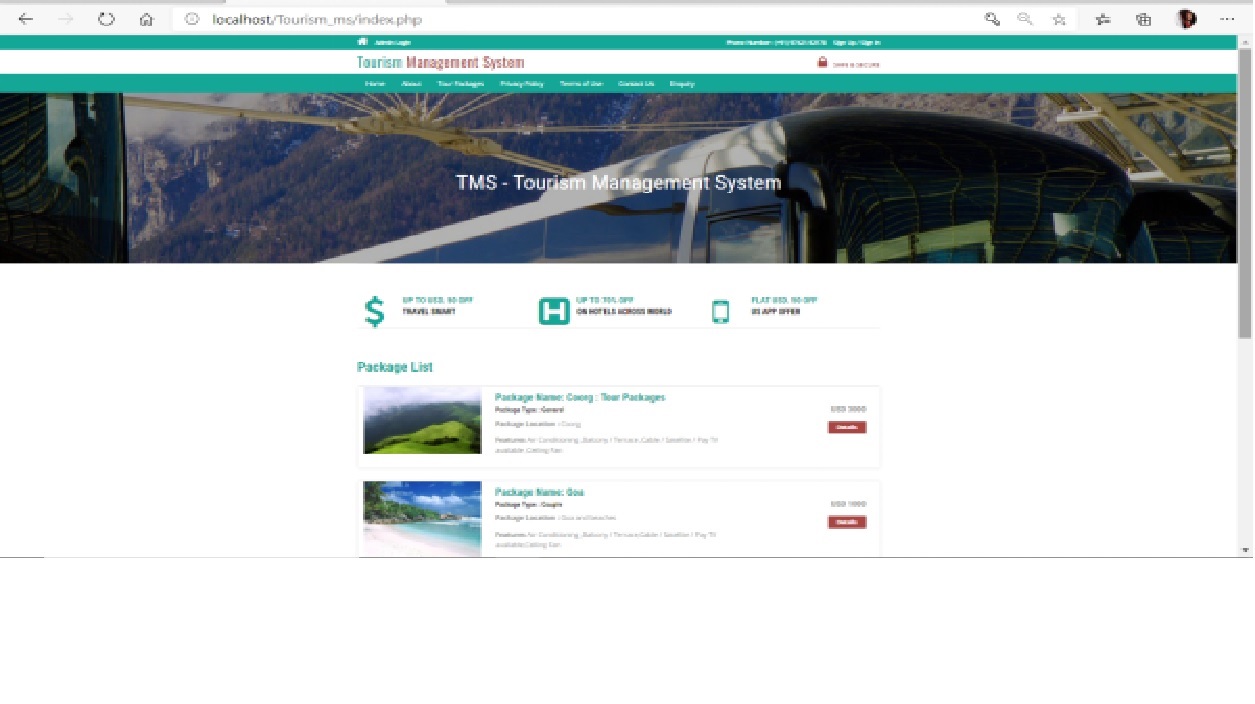 localhost/Tourism_ms/index.php
Admin Login
Phone Number: Sign Up / Sign In
Tourism Management System
SAFE & SECURE
Home About Tour Packages Privacy Policy Terms of Use Contact Us Enquiry
TMS - Tourism Management System
UP TO USD. 50 OFF
TRAVEL SMART
UP TO 70% OFF
ON HOTELS ACROSS WORLD
FLAT USD. 50 OFF
US APP OFFER
Package List
Package Name: Coorg : Tour Packages
Package Type : General
Package Location : Coorg
Features Air Conditioning ,Balcony / Terrace,Cable / Satellite / Pay TV
available,Ceiling Fan
USD 3000
Details
Package Name: Goa
Package Type : Couple
Package Location : Goa and beaches
Features Air Conditioning ,Balcony / Terrace,Cable / Satellite / Pay TV
available,Ceiling Fan
USD 1000
Details